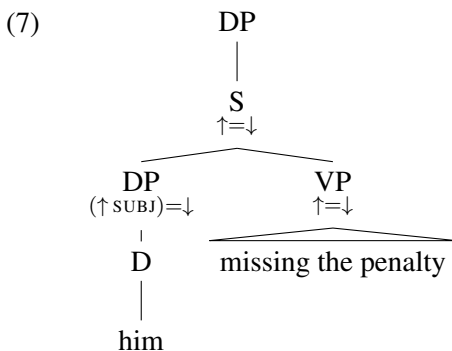 (7) DP
S
↑=↓
DP VP
(↑ SUBJ)=↓ ↑=↓
D missing the penalty
him